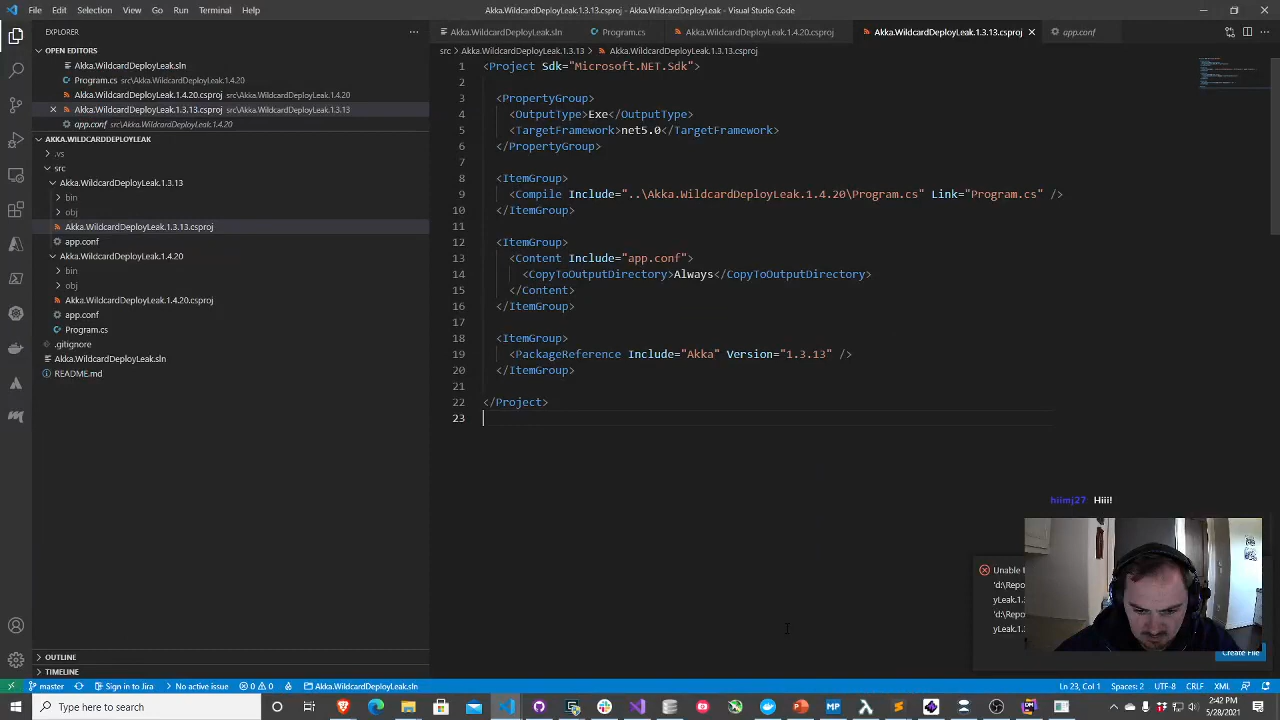 File Edit Selection View Go Run Terminal Help
Akka.WildcardDeployLeak.1.3.13.csproj - Akka.WildcardDeployLeak - Visual Studio Code
EXPLORER
OPEN EDITORS
Akka.WildcardDeployLeak.sln
Program.cs src\Akka.WildcardDeployLeak.1.4.20
Akka.WildcardDeployLeak.1.4.20.csproj src\Akka.WildcardDeployLeak.1.4.20
Akka.WildcardDeployLeak.1.3.13.csproj src\Akka.WildcardDeployLeak.1.3.13
app.conf src\Akka.WildcardDeployLeak.1.4.20
AKKA.WILDCARDDEPLOYLEAK
.vs
src
Akka.WildcardDeployLeak.1.3.13
bin
obj
Akka.WildcardDeployLeak.1.3.13.csproj
app.conf
Akka.WildcardDeployLeak.1.4.20
bin
obj
Akka.WildcardDeployLeak.1.4.20.csproj
app.conf
Program.cs
.gitignore
Akka.WildcardDeployLeak.sln
README.md
OUTLINE
TIMELINE
Akka.WildcardDeployLeak.sln Program.cs Akka.WildcardDeployLeak.1.4.20.csproj Akka.WildcardDeployLeak.1.3.13.csproj app.conf
src > Akka.WildcardDeployLeak.1.3.13 > Akka.WildcardDeployLeak.1.3.13.csproj
1 <Project Sdk="Microsoft.NET.Sdk">
2
3 <PropertyGroup>
4 <OutputType>Exe</OutputType>
5 <TargetFramework>net5.0</TargetFramework>
6 </PropertyGroup>
7
8 <ItemGroup>
9 <Compile Include="..\Akka.WildcardDeployLeak.1.4.20\Program.cs" Link="Program.cs" />
10 </ItemGroup>
11
12 <ItemGroup>
13 <Content Include="app.conf">
14 <CopyToOutputDirectory>Always</CopyToOutputDirectory>
15 </Content>
16 </ItemGroup>
17
18 <ItemGroup>
19 <PackageReference Include="Akka" Version="1.3.13" />
20 </ItemGroup>
21
22 </Project>
23
hiimj27 Hiii!
Unable t
'd:\Repo
yLeak.1.3
'd:\Repo
yLeak.1.3
Create File
master Sign in to Jira No active issue 0 0 Akka.WildcardDeployLeak.sln
Ln 23, Col 1 Spaces: 2 UTF-8 CRLF XML
Type here to search
2:42 PM
5/28/2021